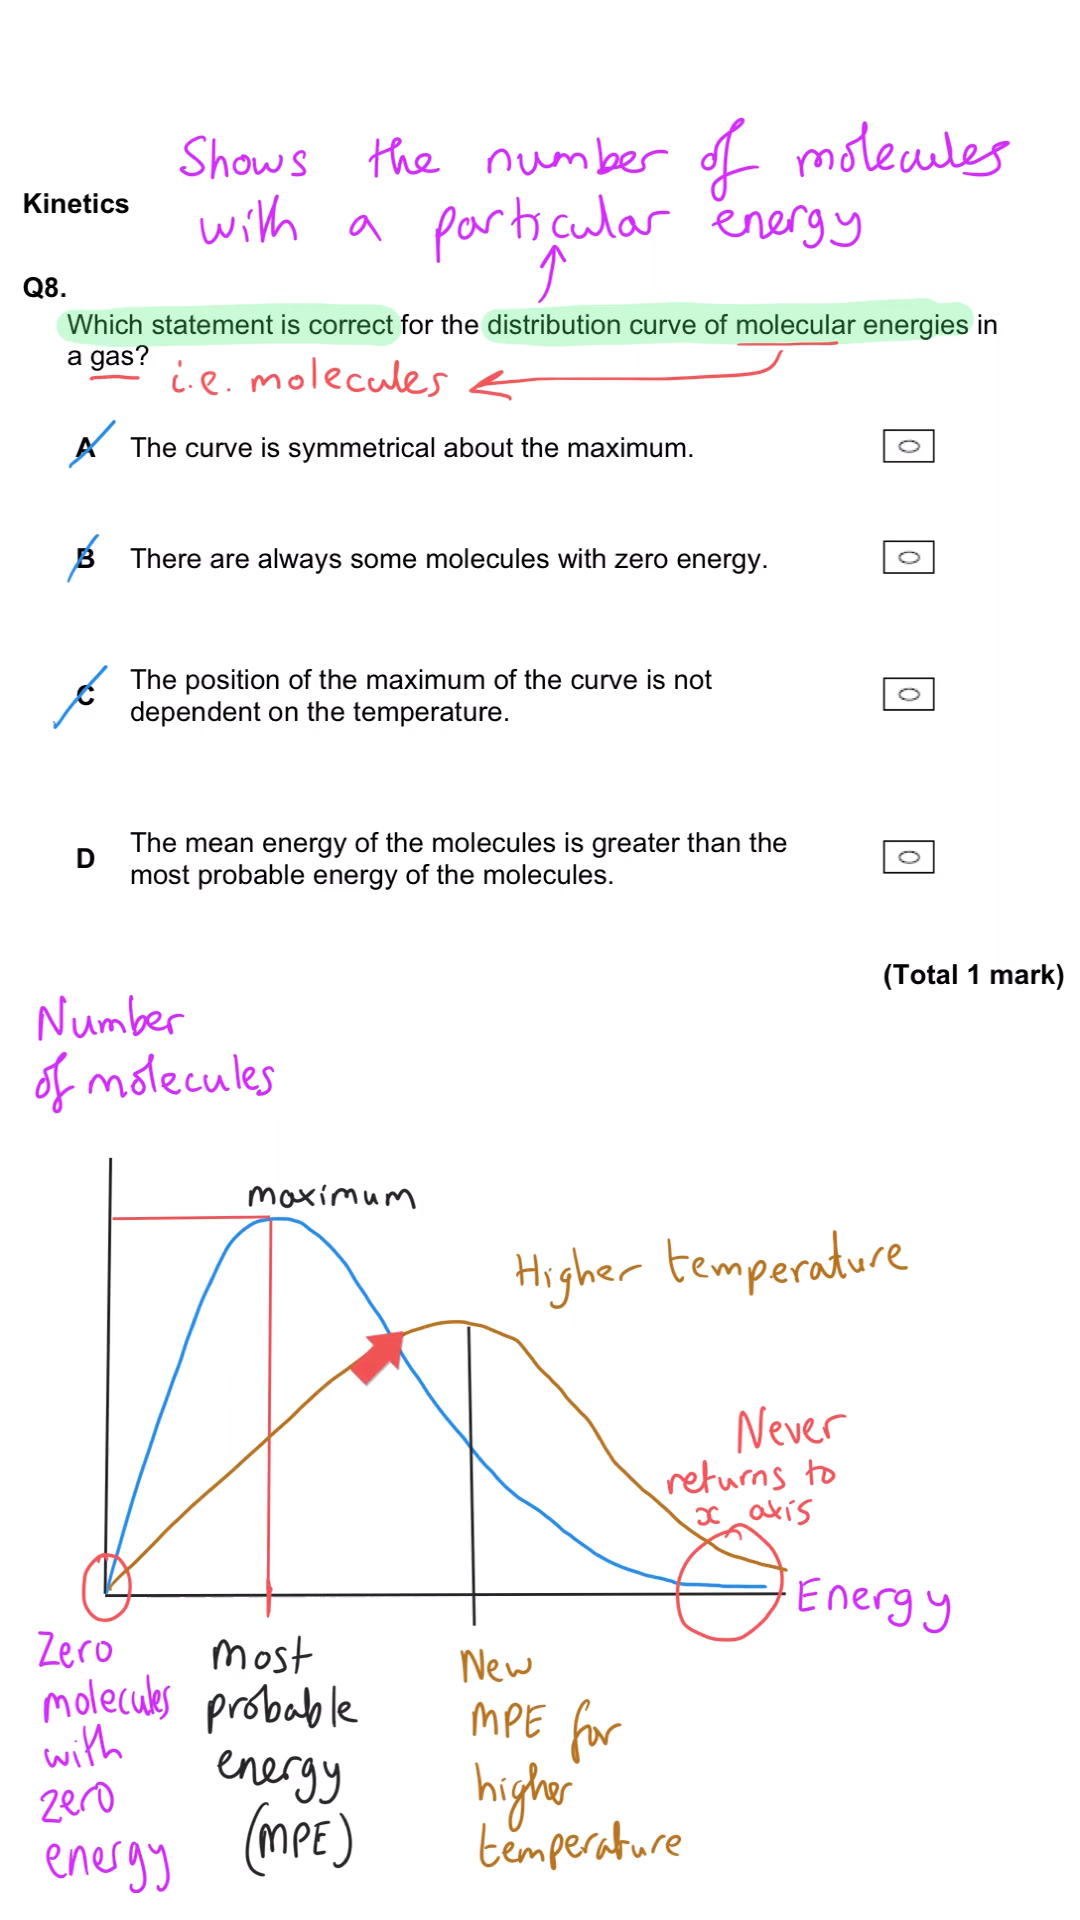 Shows the number of molecules
Kinetics
with a particular energy
Q8.
Which statement is correct for the distribution curve of molecular energies in
a gas?
i.e. molecules
A The curve is symmetrical about the maximum.
B There are always some molecules with zero energy.
C The position of the maximum of the curve is not
dependent on the temperature.
D The mean energy of the molecules is greater than the
most probable energy of the molecules.
(Total 1 mark)
Number
of molecules
maximum
Higher temperature
Never
returns to
x axis
Energy
Zero
molecules
with
zero
energy
most
probable
energy
(MPE)
New
MPE for
higher
temperature